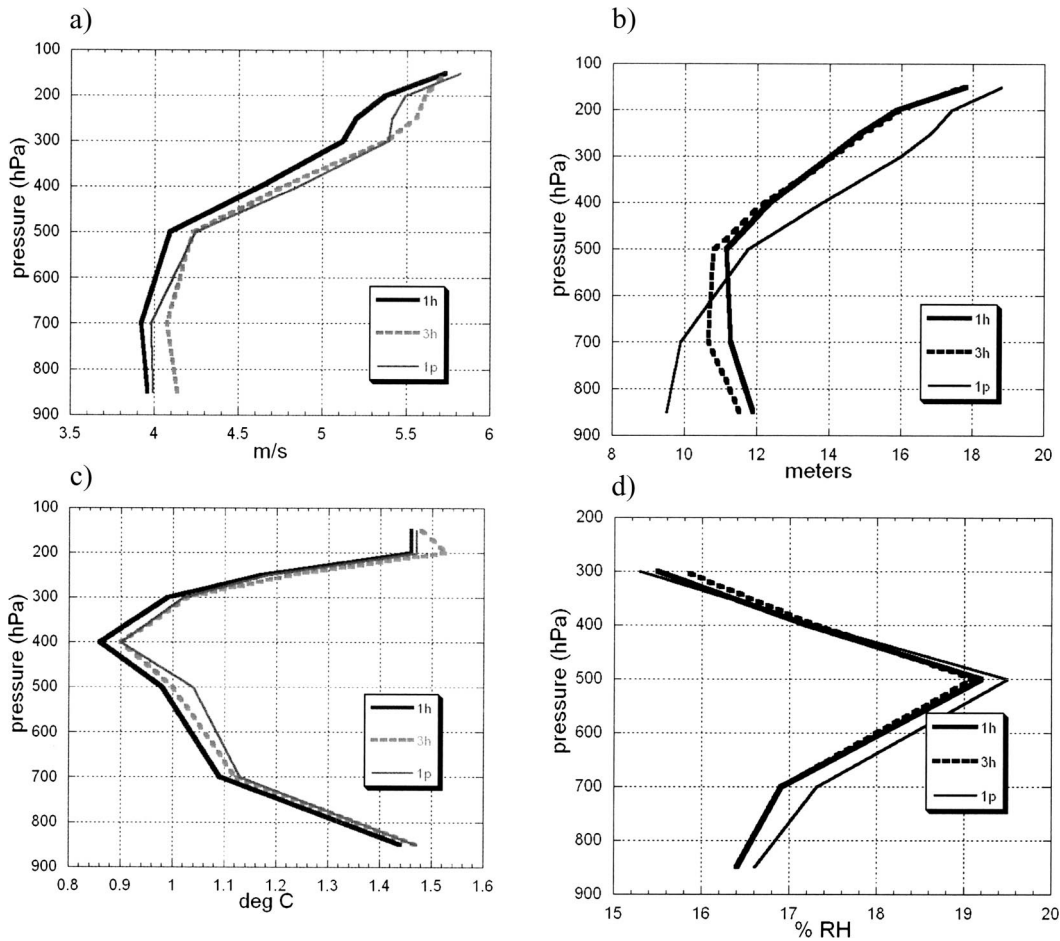 a)
100
200
300
400
500
600
700
800
900
pressure (hPa)
1h
3h
1p
3.5 4 4.5 5 5.5 6
m/s
b)
100
200
300
400
500
600
700
800
900
pressure (hPa)
1h
3h
1p
8 10 12 14 16 18 20
meters
c)
100
200
300
400
500
600
700
800
900
pressure (hPa)
1h
3h
1p
0.8 0.9 1 1.1 1.2 1.3 1.4 1.5 1.6
deg C
d)
200
300
400
500
600
700
800
900
pressure (hPa)
1h
3h
1p
15 16 17 18 19 20
% RH